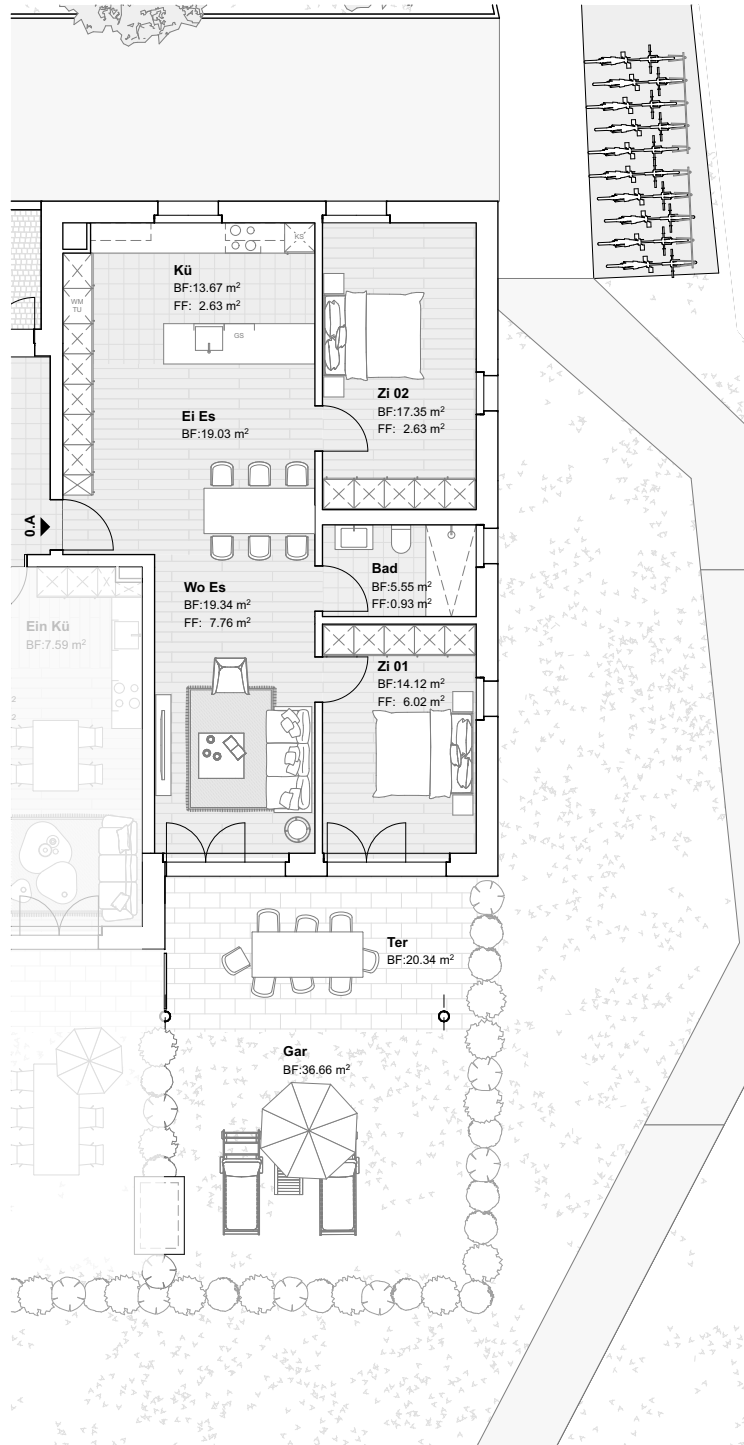 KS
Kü
BF:13.67 m²
FF: 2.63 m²
WM
TU
GS
Zi 02
BF:17.35 m²
FF: 2.63 m²
Ei Es
BF:19.03 m²
0.A
Bad
BF:5.55 m²
FF:0.93 m²
Wo Es
BF:19.34 m²
FF: 7.76 m²
Ein Kü
BF:7.59 m²
Zi 01
BF:14.12 m²
FF: 6.02 m²
2
2
Ter
BF:20.34 m²
Gar
BF:36.66 m²